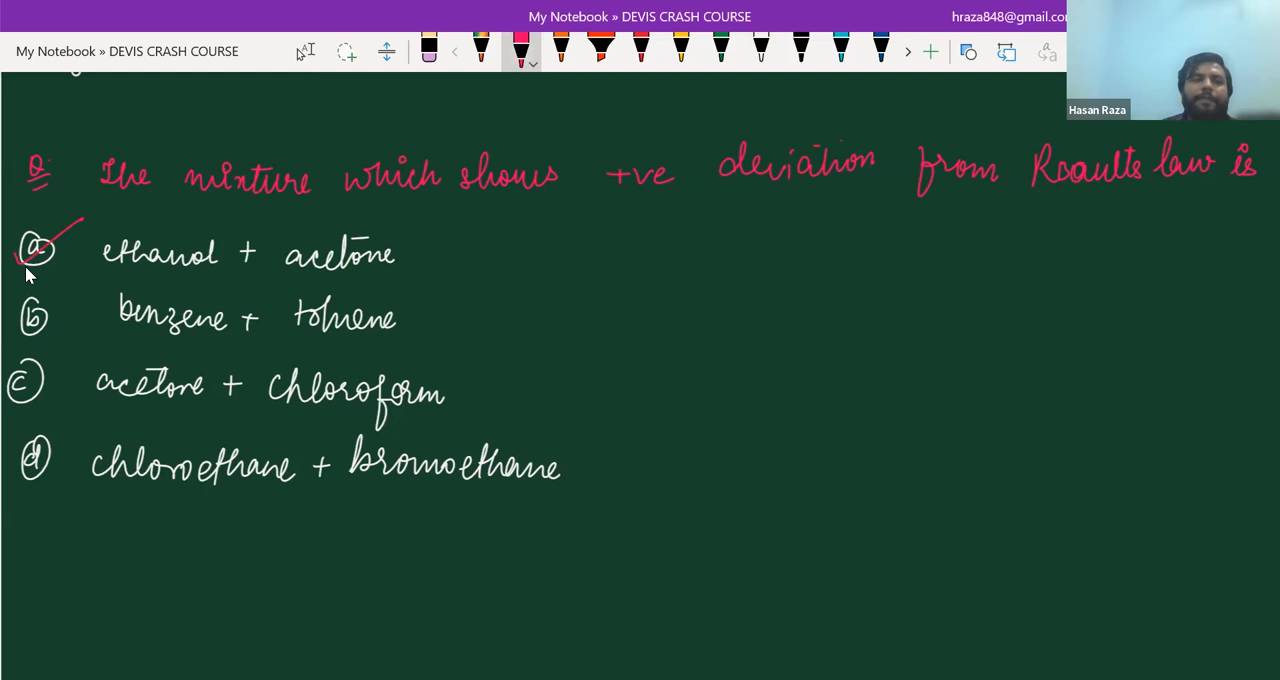 My Notebook » DEVIS CRASH COURSE
hraza848@gmail.co
My Notebook » DEVIS CRASH COURSE
Hasan Raza
Q: The mixture which shows +ve deviation from Raoults law is
(a) ethanol + acetone
(b) benzene + toluene
(c) acetone + chloroform
(d) chloroethane + bromoethane